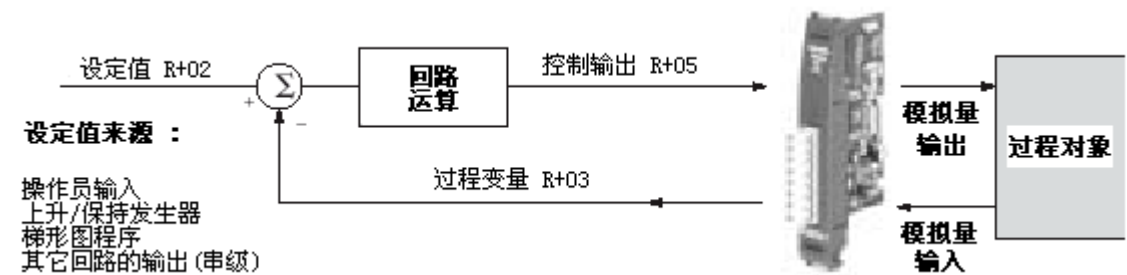 设定值 R+02
+
Σ
−
回路
运算
控制输出 R+05
模拟量
输出
过程对象
设定值来源 :
过程变量 R+03
操作员输入
上升/保持发生器
梯形图程序
其它回路的输出(串级)
模拟量
输入